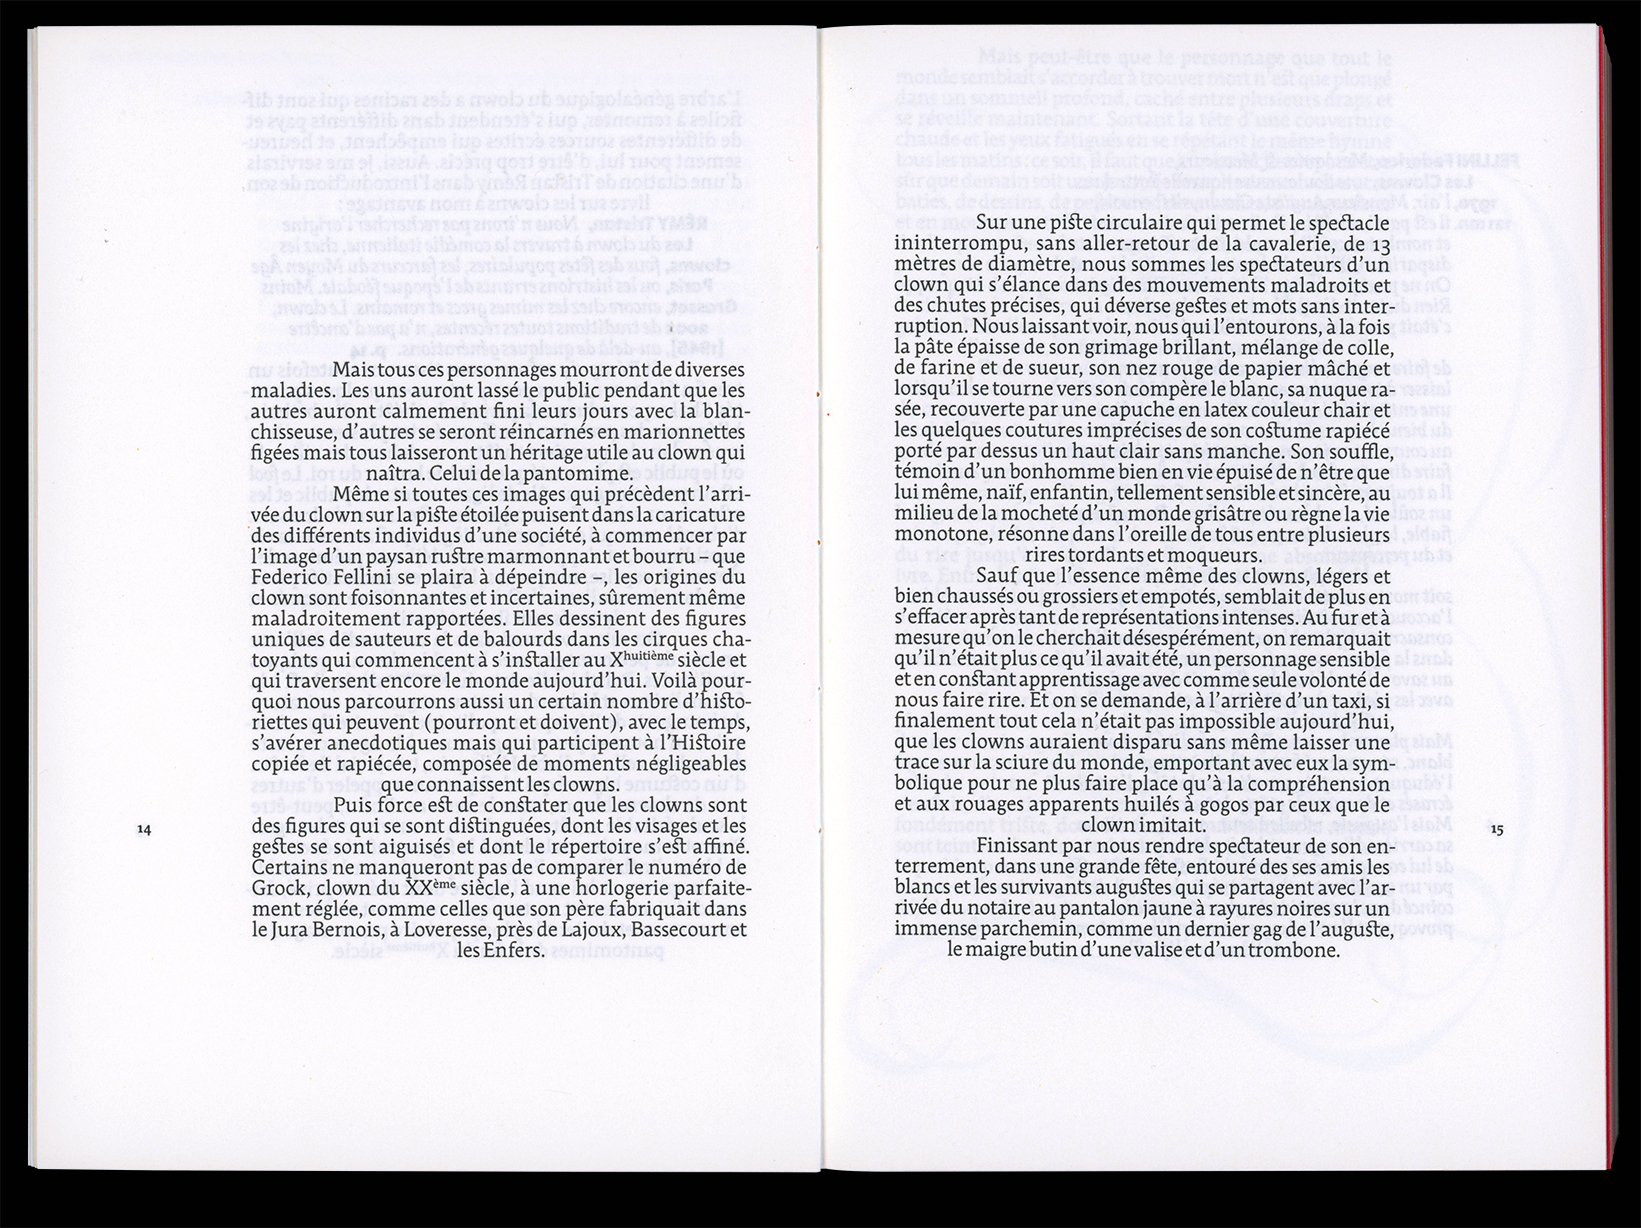 Mais tous ces personnages mourront de diverses
maladies. Les uns auront lassé le public pendant que les
autres auront calmement fini leurs jours avec la blan-
chisseuse, d’autres se seront réincarnés en marionnettes
figées mais tous laisseront un héritage utile au clown qui
naîtra. Celui de la pantomime.
Même si toutes ces images qui précèdent l’arri-
vée du clown sur la piste étoilée puisent dans la caricature
des différents individus d’une société, à commencer par
l’image d’un paysan rustre marmonnant et bourru – que
Federico Fellini se plaira à dépeindre –, les origines du
clown sont foisonnantes et incertaines, sûrement même
maladroitement rapportées. Elles dessinent des figures
uniques de sauteurs et de balourds dans les cirques cha-
toyants qui commencent à s’installer au Xhuitième siècle et
qui traversent encore le monde aujourd’hui. Voilà pour-
quoi nous parcourrons aussi un certain nombre d’histo-
riettes qui peuvent (pourront et doivent), avec le temps,
s’avérer anecdotiques mais qui participent à l’Histoire
copiée et rapiécée, composée de moments négligeables
que connaissent les clowns.
Puis force est de constater que les clowns sont
des figures qui se sont distinguées, dont les visages et les
gestes se sont aiguisés et dont le répertoire s’est affiné.
Certains ne manqueront pas de comparer le numéro de
Grock, clown du XXème siècle, à une horlogerie parfaite-
ment réglée, comme celles que son père fabriquait dans
le Jura Bernois, à Loveresse, près de Lajoux, Bassecourt et
les Enfers.
14
Sur une piste circulaire qui permet le spectacle
ininterrompu, sans aller-retour de la cavalerie, de 13
mètres de diamètre, nous sommes les spectateurs d’un
clown qui s’élance dans des mouvements maladroits et
des chutes précises, qui déverse gestes et mots sans inter-
ruption. Nous laissant voir, nous qui l’entourons, à la fois
la pâte épaisse de son grimage brillant, mélange de colle,
de farine et de sueur, son nez rouge de papier mâché et
lorsqu’il se tourne vers son compère le blanc, sa nuque ra-
sée, recouverte par une capuche en latex couleur chair et
les quelques coutures imprécises de son costume rapiécé
porté par dessus un haut clair sans manche. Son souffle,
témoin d’un bonhomme bien en vie épuisé de n’être que
lui même, naïf, enfantin, tellement sensible et sincère, au
milieu de la mocheté d’un monde grisâtre ou règne la vie
monotone, résonne dans l’oreille de tous entre plusieurs
rires tordants et moqueurs.
Sauf que l’essence même des clowns, légers et
bien chaussés ou grossiers et empotés, semblait de plus en
s’effacer après tant de représentations intenses. Au fur et à
mesure qu’on le cherchait désespérément, on remarquait
qu’il n’était plus ce qu’il avait été, un personnage sensible
et en constant apprentissage avec comme seule volonté de
nous faire rire. Et on se demande, à l’arrière d’un taxi, si
finalement tout cela n’était pas impossible aujourd’hui,
que les clowns auraient disparu sans même laisser une
trace sur la sciure du monde, emportant avec eux la sym-
bolique pour ne plus faire place qu’à la compréhension
et aux rouages apparents huilés à gogos par ceux que le
clown imitait.
Finissant par nous rendre spectateur de son en-
terrement, dans une grande fête, entouré des ses amis les
blancs et les survivants augustes qui se partagent avec l’ar-
rivée du notaire au pantalon jaune à rayures noires sur un
immense parchemin, comme un dernier gag de l’auguste,
le maigre butin d’une valise et d’un trombone.
15